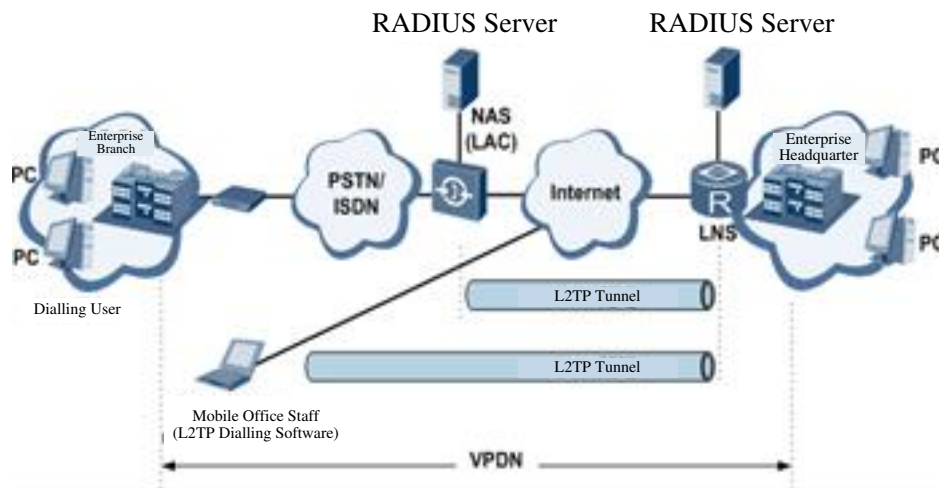 RADIUS Server
RADIUS Server
NAS
(LAC)
Enterprise
Branch
Enterprise
Headquarter
PC
PC
PSTN/
ISDN
Internet
R
LNS
PC
PC
Dialling User
L2TP Tunnel
L2TP Tunnel
Mobile Office Staff
(L2TP Dialling Software)
VPDN